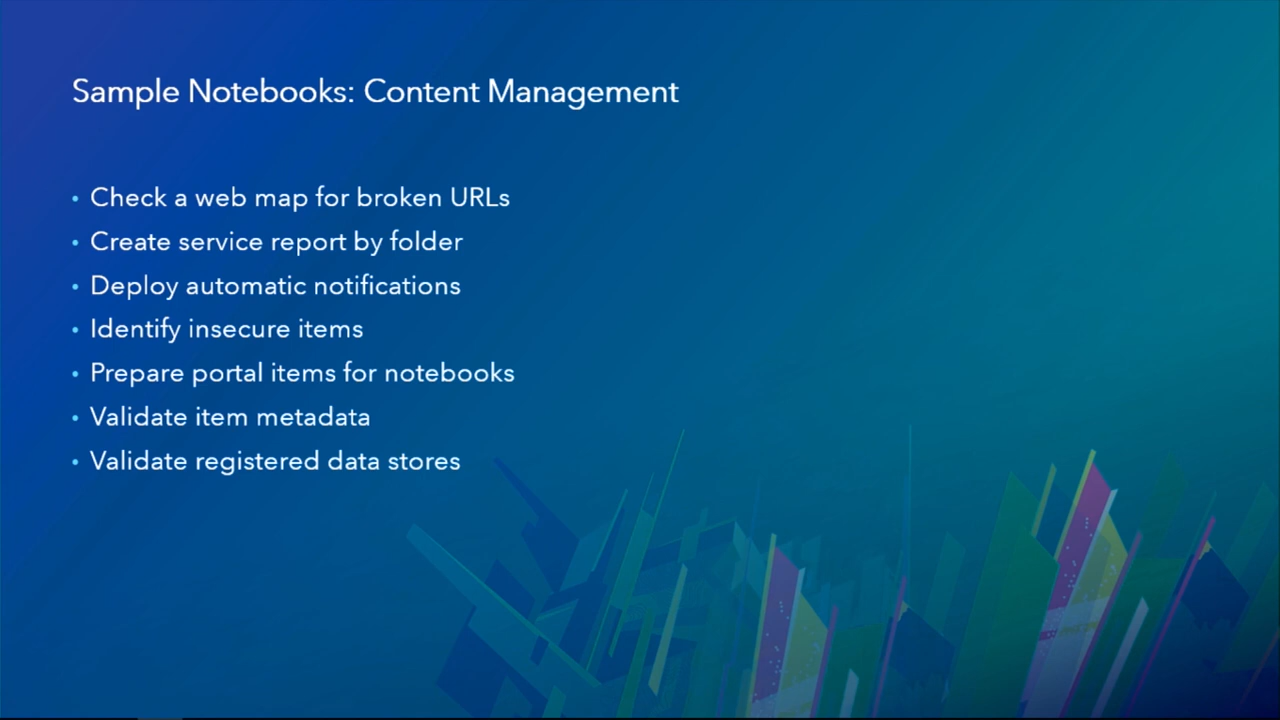 Sample Notebooks: Content Management
• Check a web map for broken URLs
• Create service report by folder
• Deploy automatic notifications
• Identify insecure items
• Prepare portal items for notebooks
• Validate item metadata
• Validate registered data stores